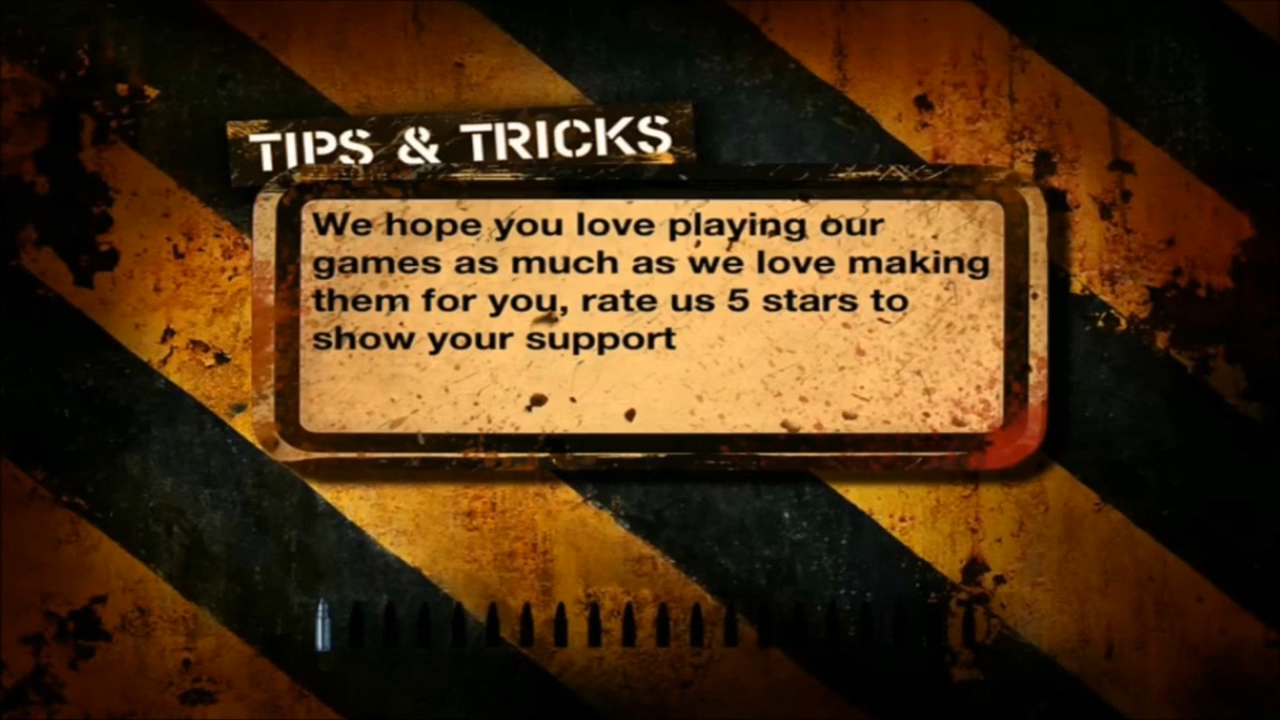 TIPS & TRICKS
We hope you love playing our
games as much as we love making
them for you, rate us 5 stars to
show your support